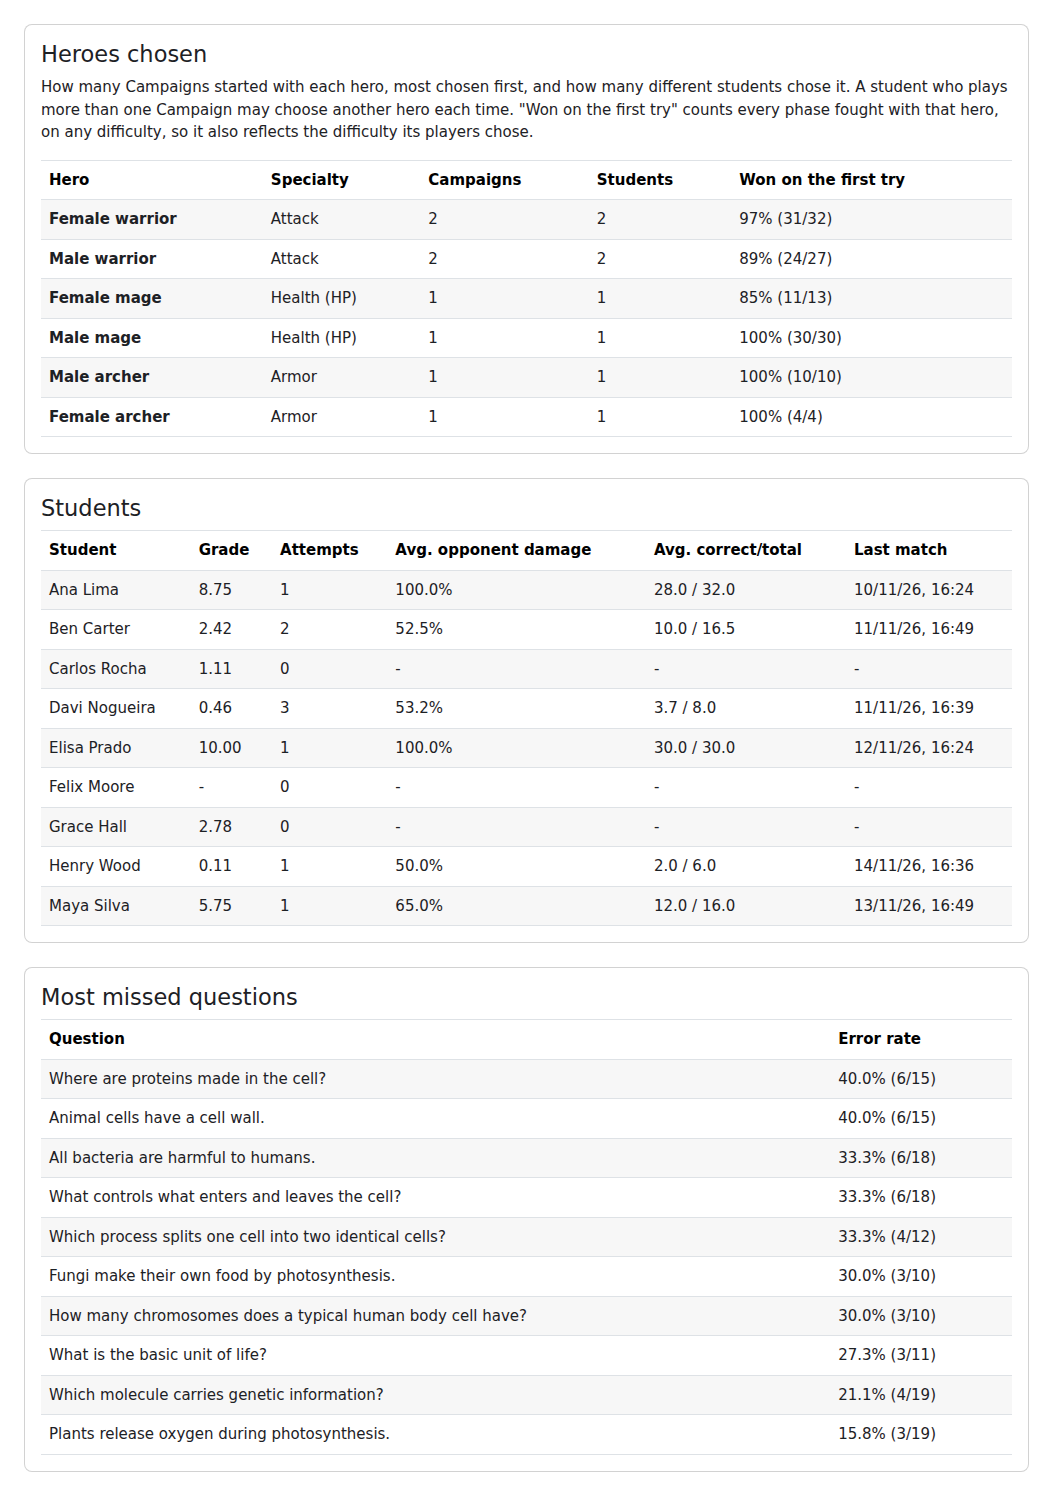 Heroes chosen
How many Campaigns started with each hero, most chosen first, and how many different students chose it. A student who plays
more than one Campaign may choose another hero each time. "Won on the first try" counts every phase fought with that hero,
on any difficulty, so it also reflects the difficulty its players chose.
Hero Specialty Campaigns Students Won on the first try
Female warrior Attack 2 2 97% (31/32)
Male warrior Attack 2 2 89% (24/27)
Female mage Health (HP) 1 1 85% (11/13)
Male mage Health (HP) 1 1 100% (30/30)
Male archer Armor 1 1 100% (10/10)
Female archer Armor 1 1 100% (4/4)
Students
Student Grade Attempts Avg. opponent damage Avg. correct/total Last match
Ana Lima 8.75 1 100.0% 28.0 / 32.0 10/11/26, 16:24
Ben Carter 2.42 2 52.5% 10.0 / 16.5 11/11/26, 16:49
Carlos Rocha 1.11 0 - - -
Davi Nogueira 0.46 3 53.2% 3.7 / 8.0 11/11/26, 16:39
Elisa Prado 10.00 1 100.0% 30.0 / 30.0 12/11/26, 16:24
Felix Moore - 0 - - -
Grace Hall 2.78 0 - - -
Henry Wood 0.11 1 50.0% 2.0 / 6.0 14/11/26, 16:36
Maya Silva 5.75 1 65.0% 12.0 / 16.0 13/11/26, 16:49
Most missed questions
Question Error rate
Where are proteins made in the cell? 40.0% (6/15)
Animal cells have a cell wall. 40.0% (6/15)
All bacteria are harmful to humans. 33.3% (6/18)
What controls what enters and leaves the cell? 33.3% (6/18)
Which process splits one cell into two identical cells? 33.3% (4/12)
Fungi make their own food by photosynthesis. 30.0% (3/10)
How many chromosomes does a typical human body cell have? 30.0% (3/10)
What is the basic unit of life? 27.3% (3/11)
Which molecule carries genetic information? 21.1% (4/19)
Plants release oxygen during photosynthesis. 15.8% (3/19)